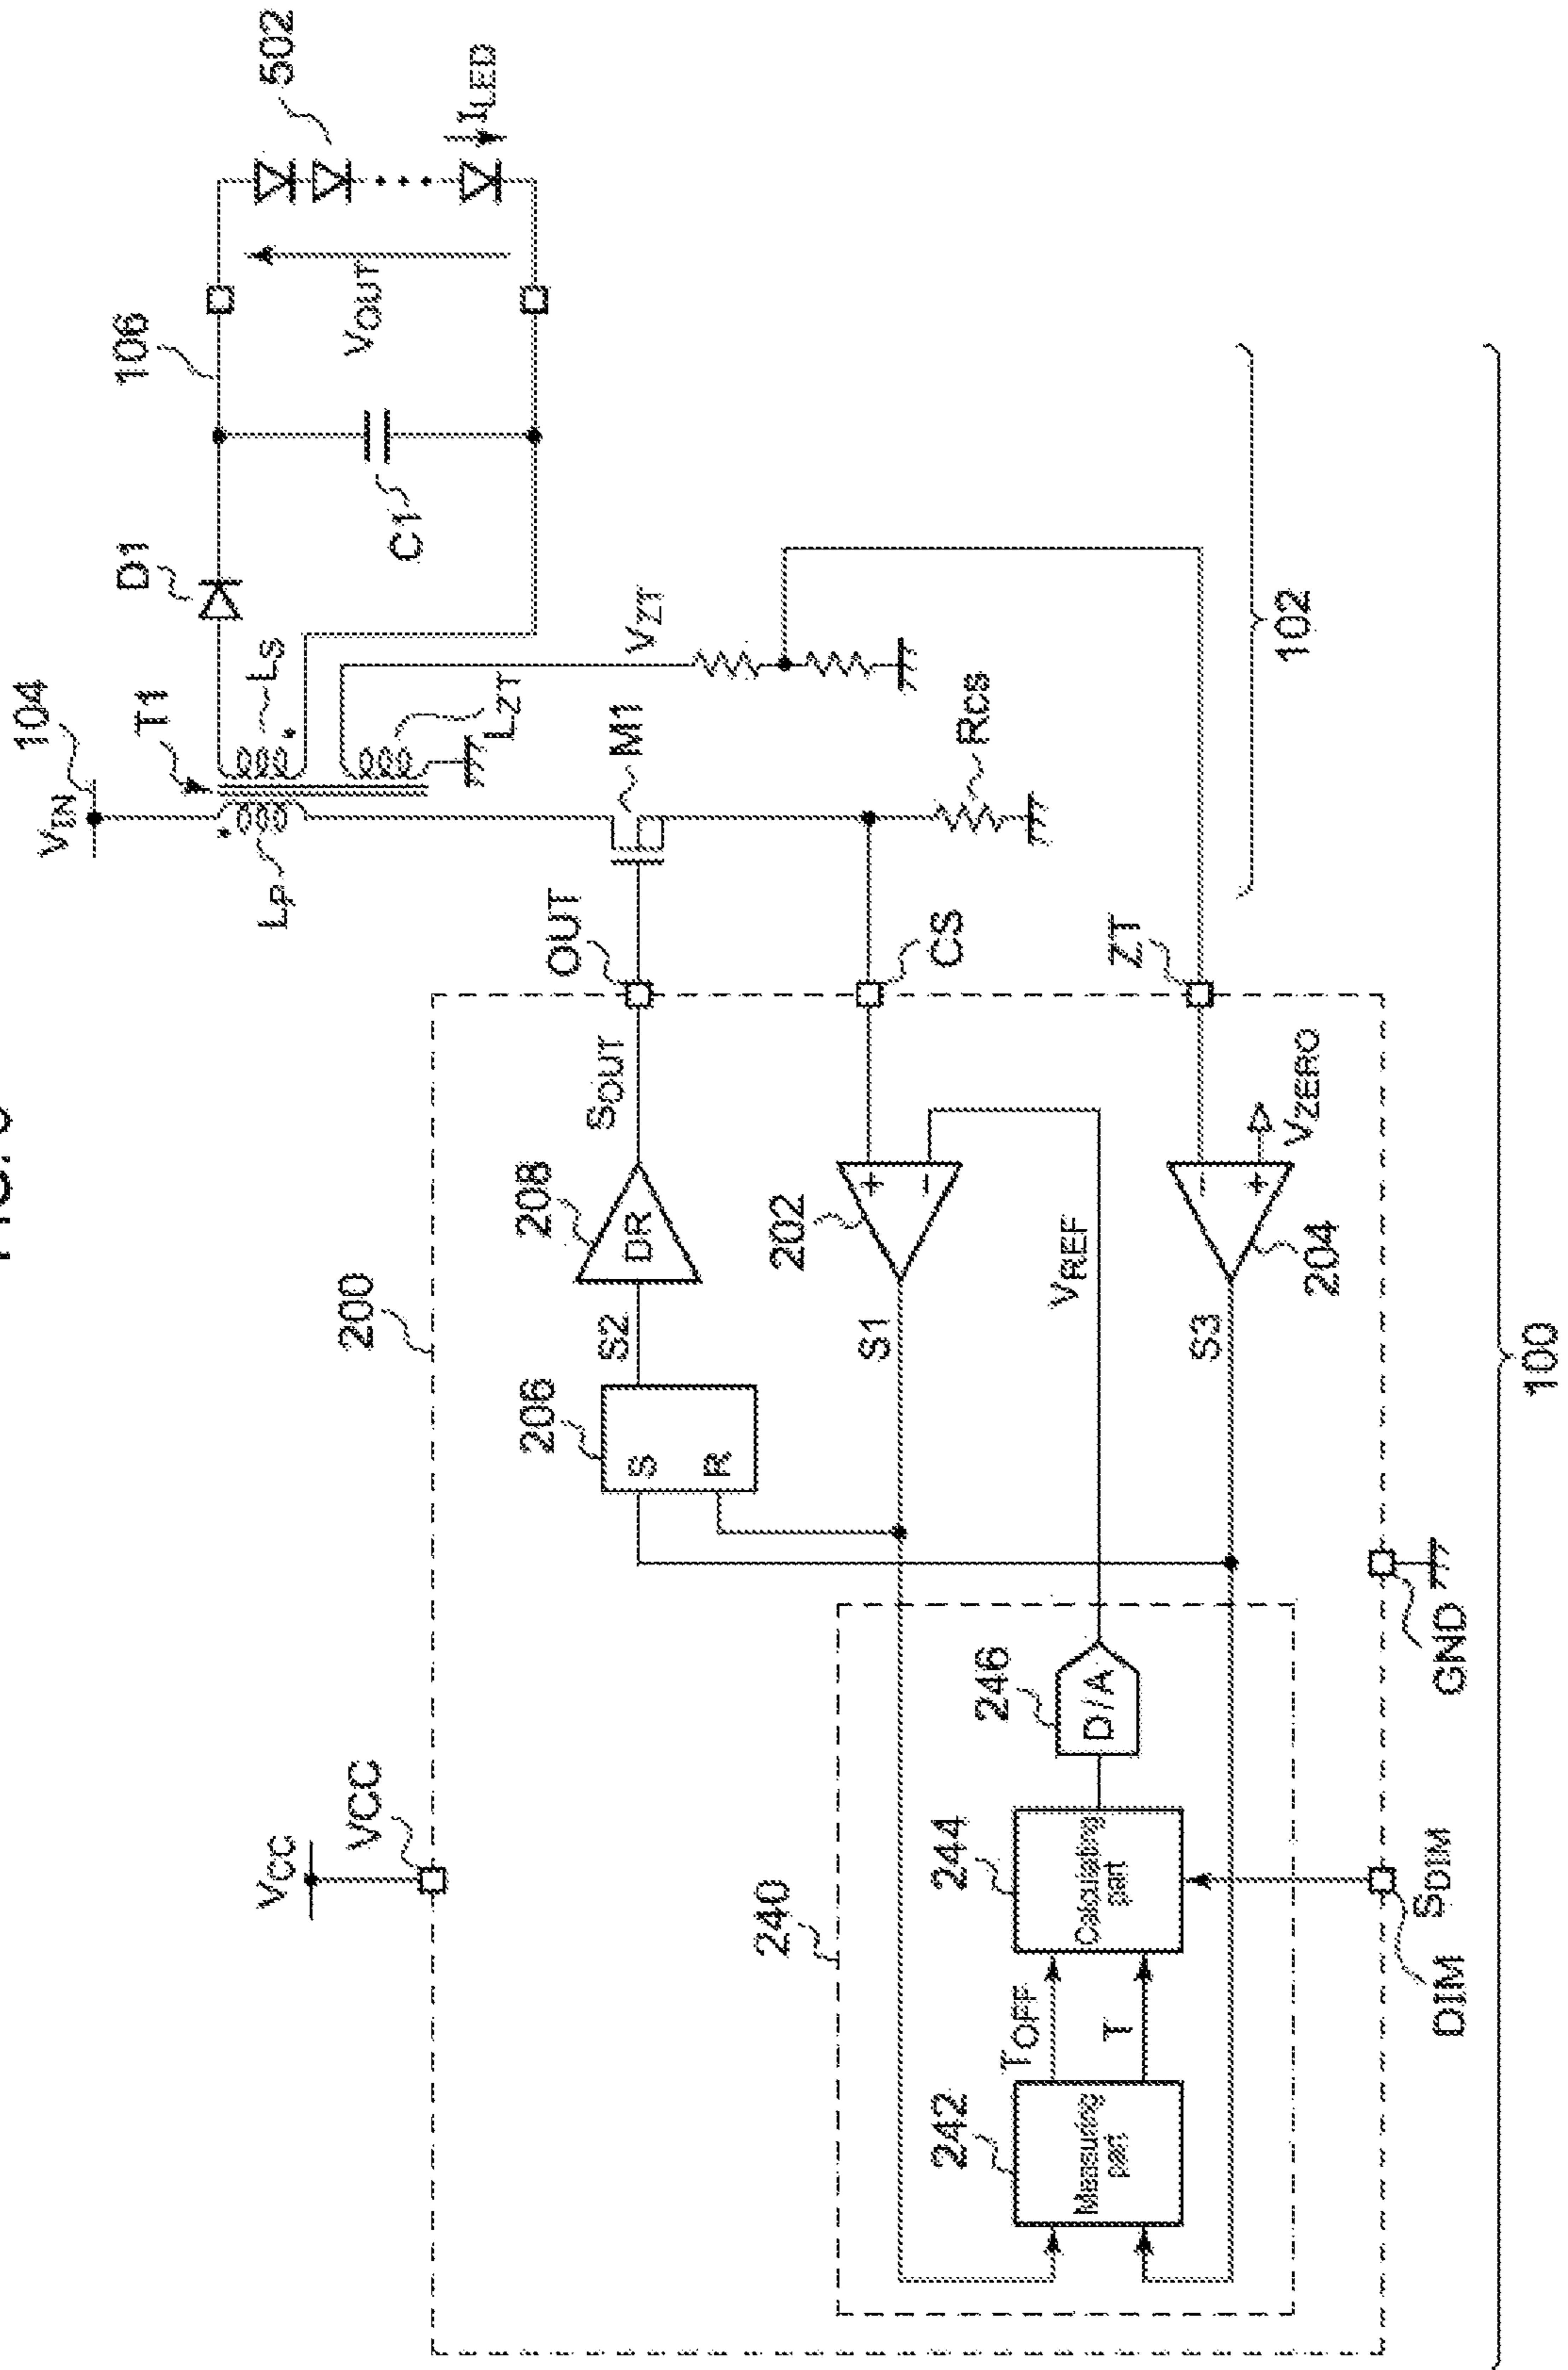 104
V_IN
T1
L_P
L_S
D1
106
502
I_LED
V_OUT
C1
L_ZT
V_ZT
M1
R_CS
102
OUT
CS
ZT
V_CC
VCC
200
206
S
R
S2
208
DR
S_OUT
202
+
−
S1
V_REF
204
−
+
V_ZERO
S3
240
242
Measuring
part
T_OFF
T
244
Calculating
part
246
D/A
DIM
S_DIM
GND
100